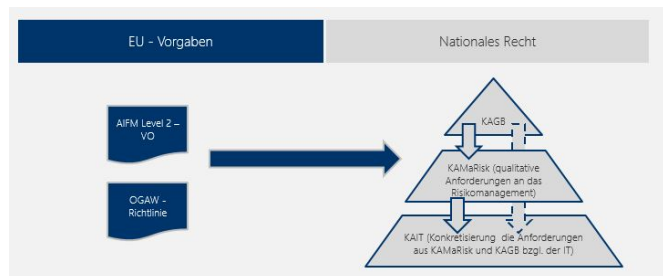 EU - Vorgaben
Nationales Recht
AIFM Level 2 –
VO
OGAW -
Richtlinie
KAGB
KAMaRisk (qualitative
Anforderungen an das
Risikomanagement)
KAIT (Konkretisierung die Anforderungen
aus KAMaRisk und KAGB bzgl. der IT)